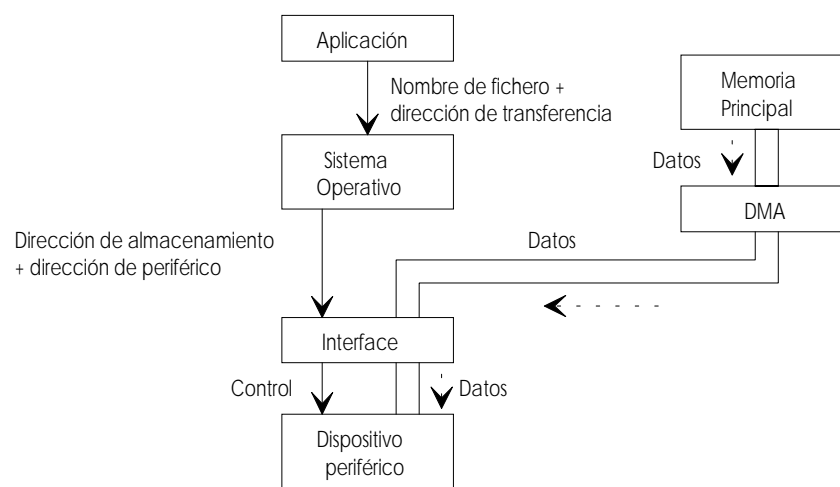 Aplicación
Nombre de fichero +
dirección de transferencia
Memoria
Principal
Sistema
Operativo
Datos
DMA
Dirección de almacenamiento
+ dirección de periférico
Datos
Interface
Control
Datos
Dispositivo
periférico